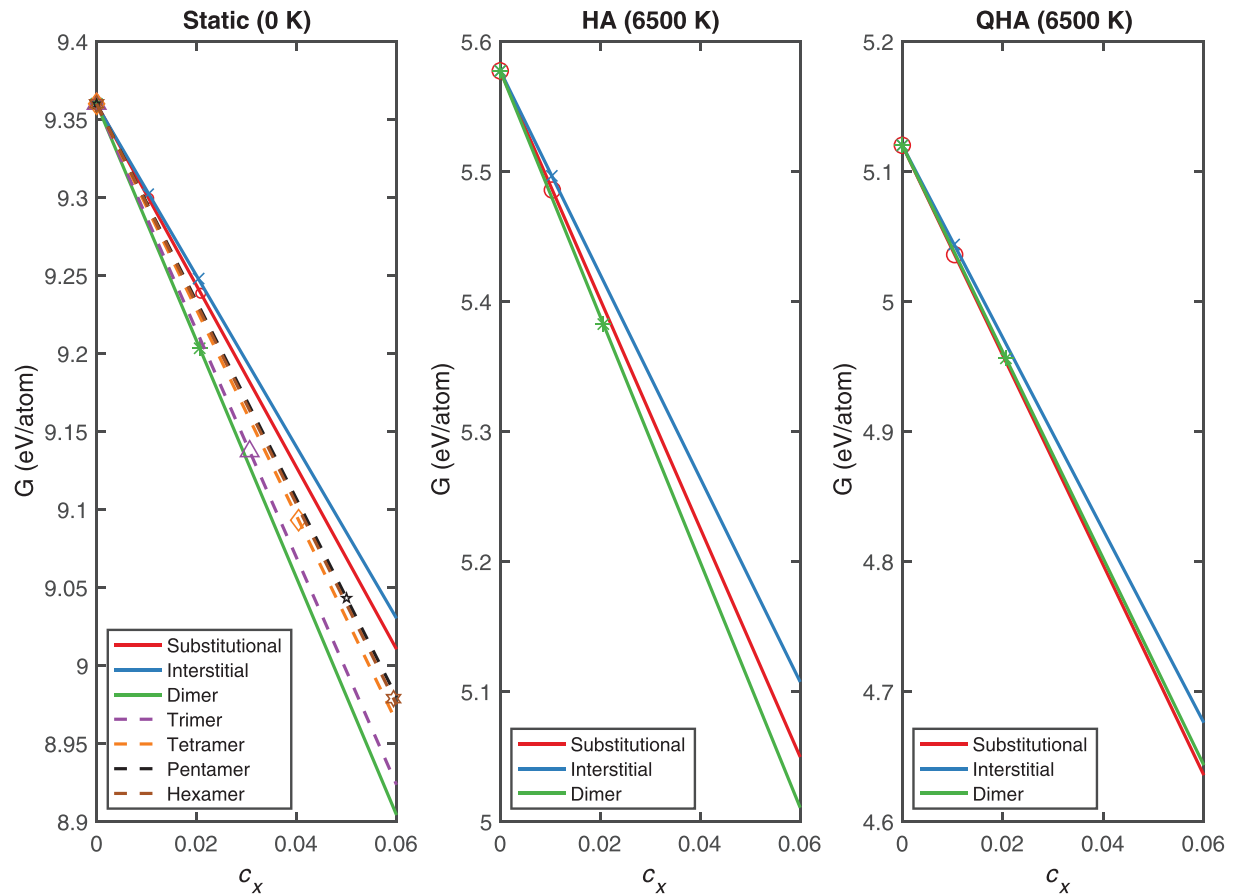 Static (0 K)
9.4
9.35
9.3
9.25
9.2
9.15
9.1
9.05
9
8.95
8.9
G (eV/atom)
Substitutional
Interstitial
Dimer
Trimer
Tetramer
Pentamer
Hexamer
0 0.02 0.04 0.06
c_x
HA (6500 K)
5.6
5.5
5.4
5.3
5.2
5.1
5
G (eV/atom)
Substitutional
Interstitial
Dimer
0 0.02 0.04 0.06
c_x
QHA (6500 K)
5.2
5.1
5
4.9
4.8
4.7
4.6
G (eV/atom)
Substitutional
Interstitial
Dimer
0 0.02 0.04 0.06
c_x